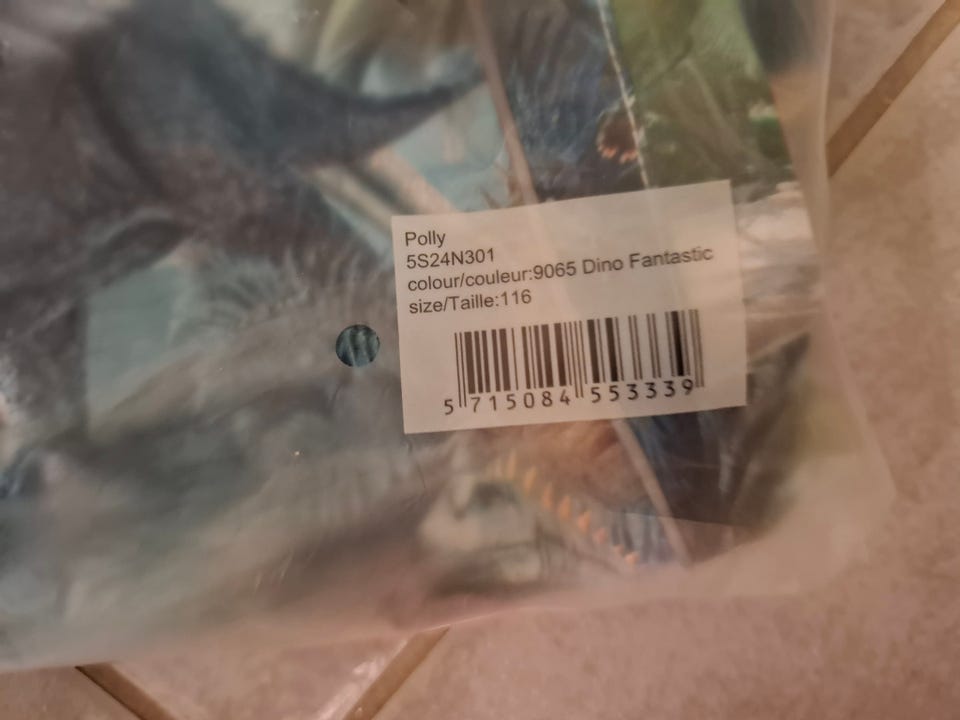 Polly
5S24N301
colour/couleur:9065 Dino Fantastic
size/Taille:116
5 715084 553339